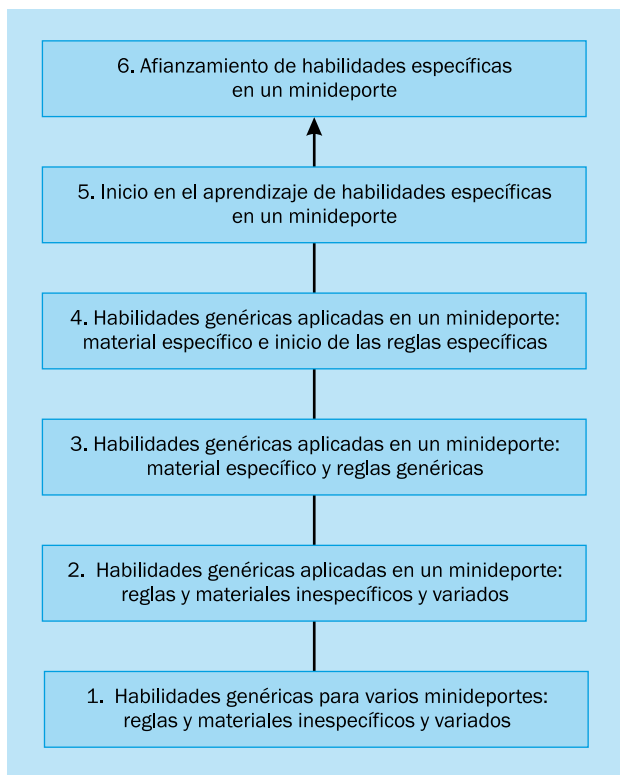 6. Afianzamiento de habilidades específicas
en un minideporte
5. Inicio en el aprendizaje de habilidades específicas
en un minideporte
4. Habilidades genéricas aplicadas en un minideporte:
material específico e inicio de las reglas específicas
3. Habilidades genéricas aplicadas en un minideporte:
material específico y reglas genéricas
2. Habilidades genéricas aplicadas en un minideporte:
reglas y materiales inespecíficos y variados
1. Habilidades genéricas para varios minideportes:
reglas y materiales inespecíficos y variados